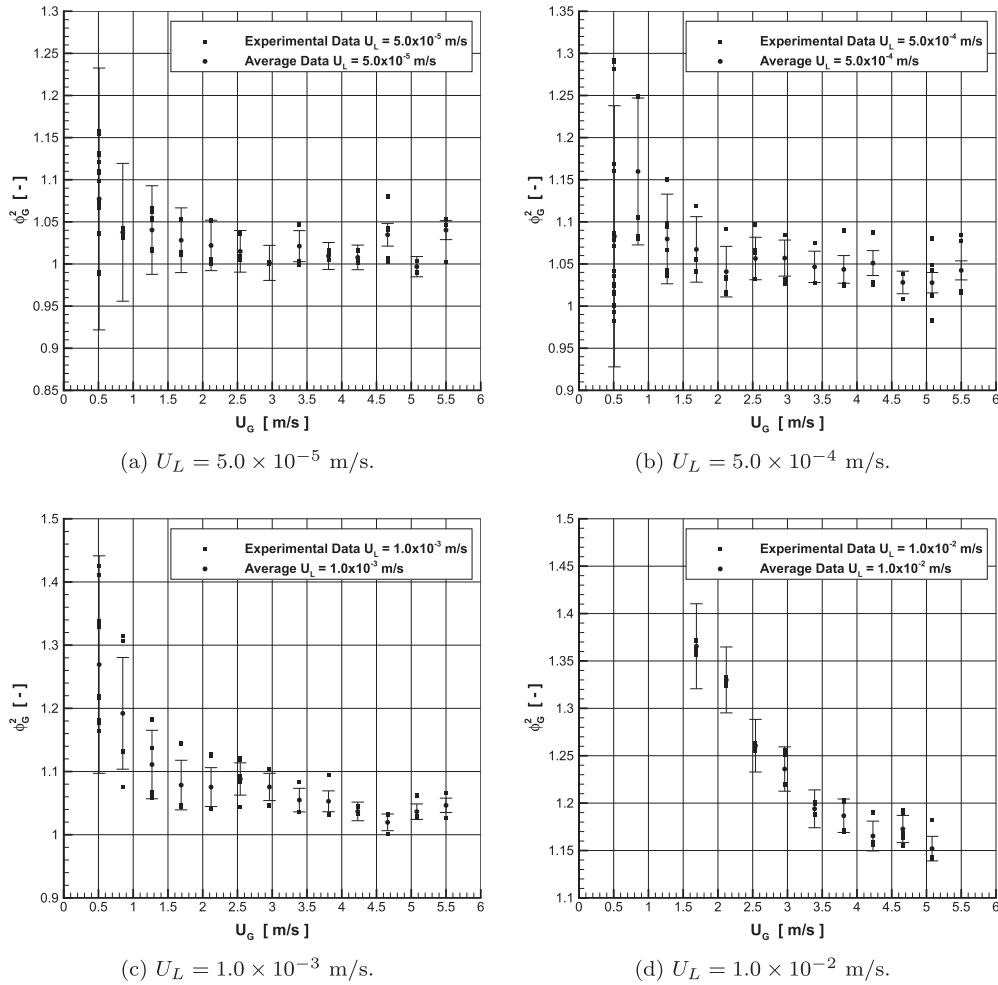 1.3
1.25
1.2
1.15
1.1
1.05
1
0.95
0.9
0.85
ϕ²_G [ - ]
Experimental Data U_L = 5.0x10⁻⁵ m/s
Average Data U_L = 5.0x10⁻⁵ m/s
0 0.5 1 1.5 2 2.5 3 3.5 4 4.5 5 5.5 6
U_G [ m/s ]
(a) U_L = 5.0 × 10⁻⁵ m/s.
1.35
1.3
1.25
1.2
1.15
1.1
1.05
1
0.95
0.9
ϕ²_G [ - ]
Experimental Data U_L = 5.0x10⁻⁴ m/s
Average U_L = 5.0x10⁻⁴ m/s
0 0.5 1 1.5 2 2.5 3 3.5 4 4.5 5 5.5 6
U_G [ m/s ]
(b) U_L = 5.0 × 10⁻⁴ m/s.
1.5
1.4
1.3
1.2
1.1
1
0.9
ϕ²_G [ - ]
Experimental Data U_L = 1.0x10⁻³ m/s
Average U_L = 1.0x10⁻³ m/s
0 0.5 1 1.5 2 2.5 3 3.5 4 4.5 5 5.5 6
U_G [ m/s ]
(c) U_L = 1.0 × 10⁻³ m/s.
1.5
1.45
1.4
1.35
1.3
1.25
1.2
1.15
1.1
ϕ²_G [ - ]
Experimental Data U_L = 1.0x10⁻² m/s
Average Data U_L = 1.0x10⁻² m/s
0 0.5 1 1.5 2 2.5 3 3.5 4 4.5 5 5.5 6
U_G [ m/s ]
(d) U_L = 1.0 × 10⁻² m/s.